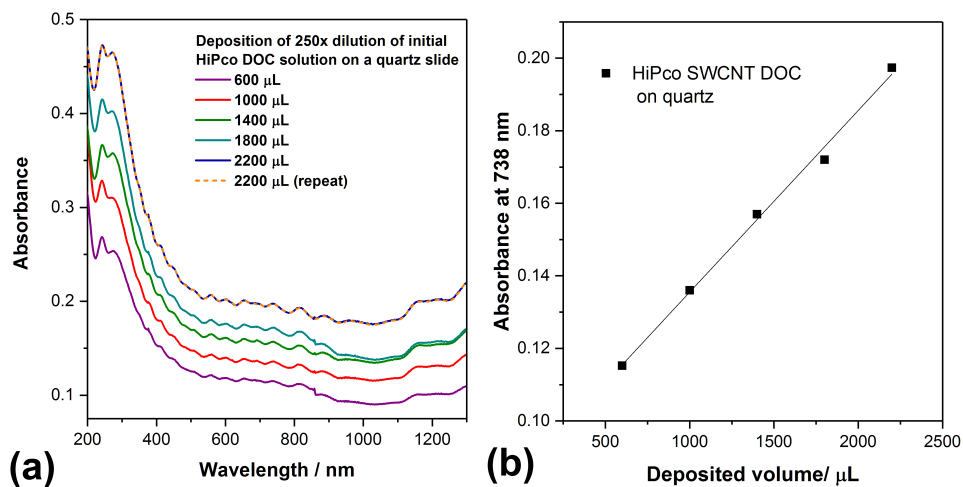 0.5
0.4
0.3
0.2
0.1
Absorbance
Deposition of 250x dilution of initial
HiPco DOC solution on a quartz slide
600 μL
1000 μL
1400 μL
1800 μL
2200 μL
2200 μL (repeat)
200 400 600 800 1000 1200
Wavelength / nm
(a)
0.20
0.18
0.16
0.14
0.12
0.10
Absorbance at 738 nm
HiPco SWCNT DOC
on quartz
500 1000 1500 2000 2500
Deposited volume/ μL
(b)